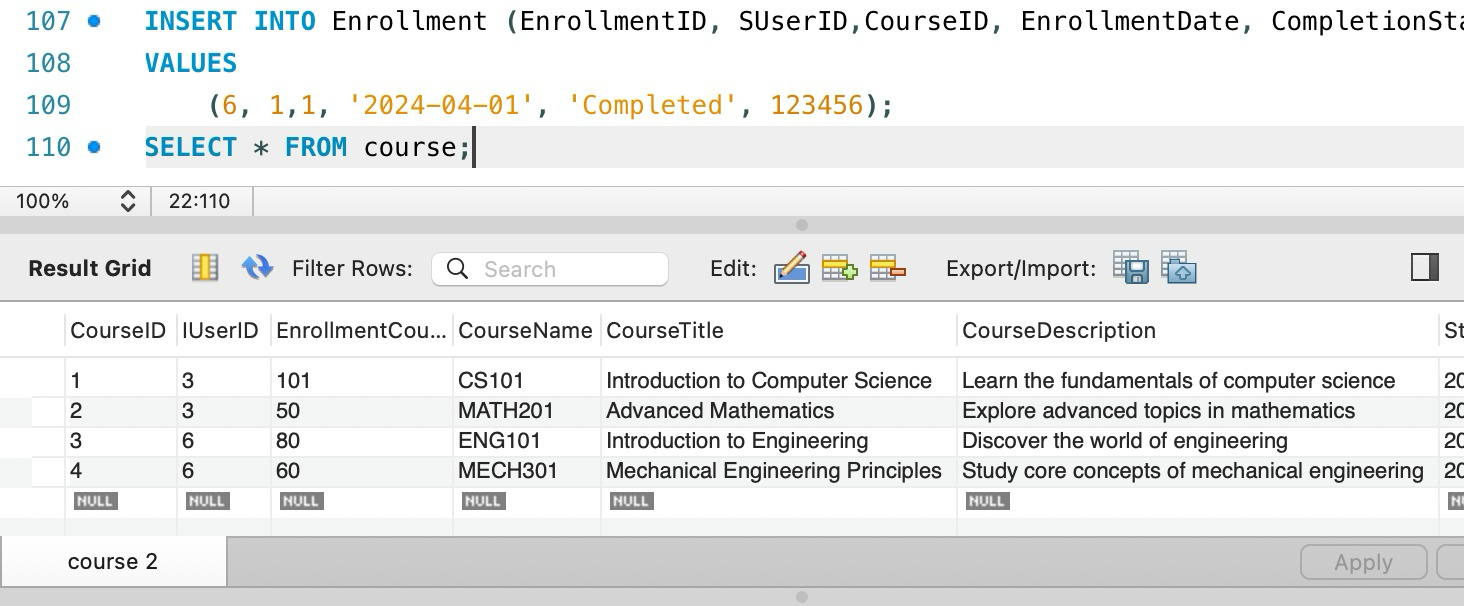 107 INSERT INTO Enrollment (EnrollmentID, SUserID,CourseID, EnrollmentDate, CompletionSta
108 VALUES
109 (6, 1,1, '2024-04-01', 'Completed', 123456);
110 SELECT * FROM course;
100% 22:110
Result Grid Filter Rows: Search Edit: Export/Import:
CourseID IUserID EnrollmentCou... CourseName CourseTitle CourseDescription St
1 3 101 CS101 Introduction to Computer Science Learn the fundamentals of computer science 20
2 3 50 MATH201 Advanced Mathematics Explore advanced topics in mathematics 20
3 6 80 ENG101 Introduction to Engineering Discover the world of engineering 20
4 6 60 MECH301 Mechanical Engineering Principles Study core concepts of mechanical engineering 20
NULL NULL NULL NULL NULL NULL
course 2 Apply